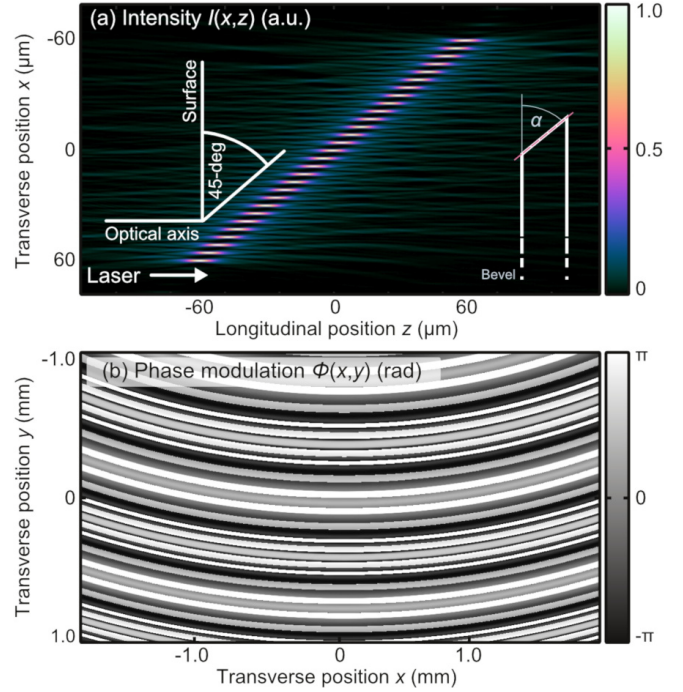 (a) Intensity I(x,z) (a.u.)
1.0
-60
Transverse position x (µm)
Surface
α
45-deg
0
0.5
Optical axis
60
Laser
Bevel
0
-60
0
60
Longitudinal position z (µm)
-1.0
(b) Phase modulation Φ(x,y) (rad)
π
Transverse position y (mm)
0
0
1.0
-π
-1.0
0
1.0
Transverse position x (mm)